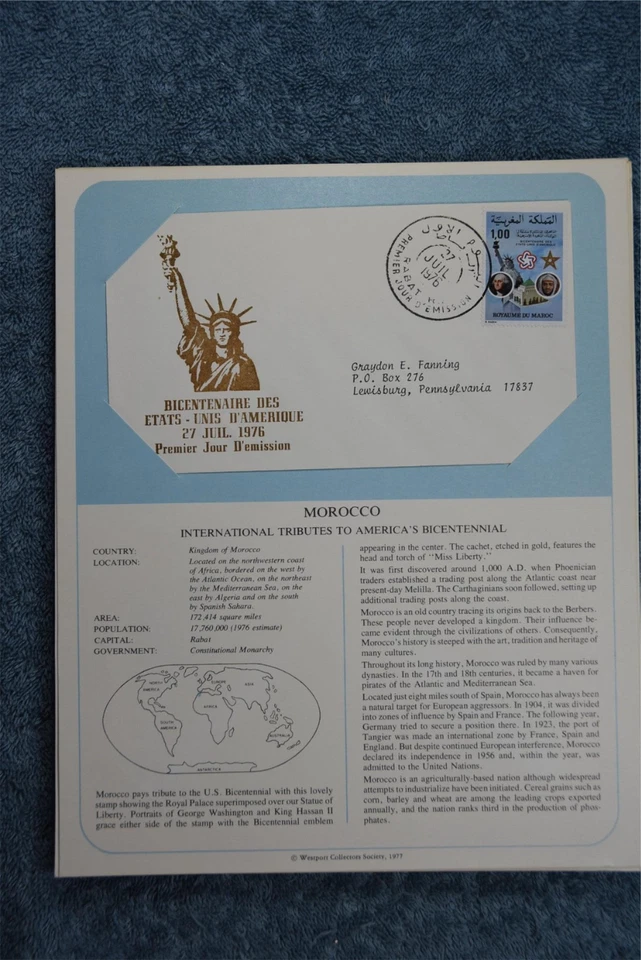 اليوم الأول
رباط
27
JUIL
1976
RABAT
PREMIER JOUR D'EMISSION
المملكة المغربية
1,00
BICENTENAIRE DES
ETATS-UNIS D'AMERIQUE
ROYAUME DU MAROC
Graydon E. Fanning
P.O. Box 276
Lewisburg, Pennsylvania 17837
BICENTENAIRE DES
ETATS - UNIS D'AMERIQUE
27 JUIL. 1976
Premier Jour D'emission
MOROCCO
INTERNATIONAL TRIBUTES TO AMERICA'S BICENTENNIAL
COUNTRY: Kingdom of Morocco
LOCATION: Located on the northwestern coast
of Africa, bordered on the west by
the Atlantic Ocean, on the northeast
by the Mediterranean Sea, on the
east by Algeria and on the south
by Spanish Sahara.
AREA: 172,414 square miles
POPULATION: 17,760,000 (1976 estimate)
CAPITAL: Rabat
GOVERNMENT: Constitutional Monarchy
NORTH AMERICA
EUROPE
ASIA
AFRICA
SOUTH AMERICA
AUSTRALIA
ANTARCTICA
Morocco pays tribute to the U.S. Bicentennial with this lovely
stamp showing the Royal Palace superimposed over our Statue of
Liberty. Portraits of George Washington and King Hassan II
grace either side of the stamp with the Bicentennial emblem
appearing in the center. The cachet, etched in gold, features the
head and torch of "Miss Liberty."
It was first discovered around 1,000 A.D. when Phoenician
traders established a trading post along the Atlantic coast near
present-day Melilla. The Carthaginians soon followed, setting up
additional trading posts along the coast.
Morocco is an old country tracing its origins back to the Berbers.
These people never developed a kingdom. Their influence be-
came evident through the civilizations of others. Consequently,
Morocco's history is steeped with the art, tradition and heritage of
many cultures.
Throughout its long history, Morocco was ruled by many various
dynasties. In the 17th and 18th centuries, it became a haven for
pirates of the Atlantic and Mediterranean Sea.
Located just eight miles south of Spain, Morocco has always been
a natural target for European aggressors. In 1904, it was divided
into zones of influence by Spain and France. The following year,
Germany tried to secure a position there. In 1923, the port of
Tangier was made an international zone by France, Spain and
England. But despite continued European interference, Morocco
declared its independence in 1956 and, within the year, was
admitted to the United Nations.
Morocco is an agriculturally-based nation although widespread
attempts to industrialize have been initiated. Cereal grains such as
corn, barley and wheat are among the leading crops exported
annually, and the nation ranks third in the production of phos-
phates.
© Westport Collectors Society, 1977